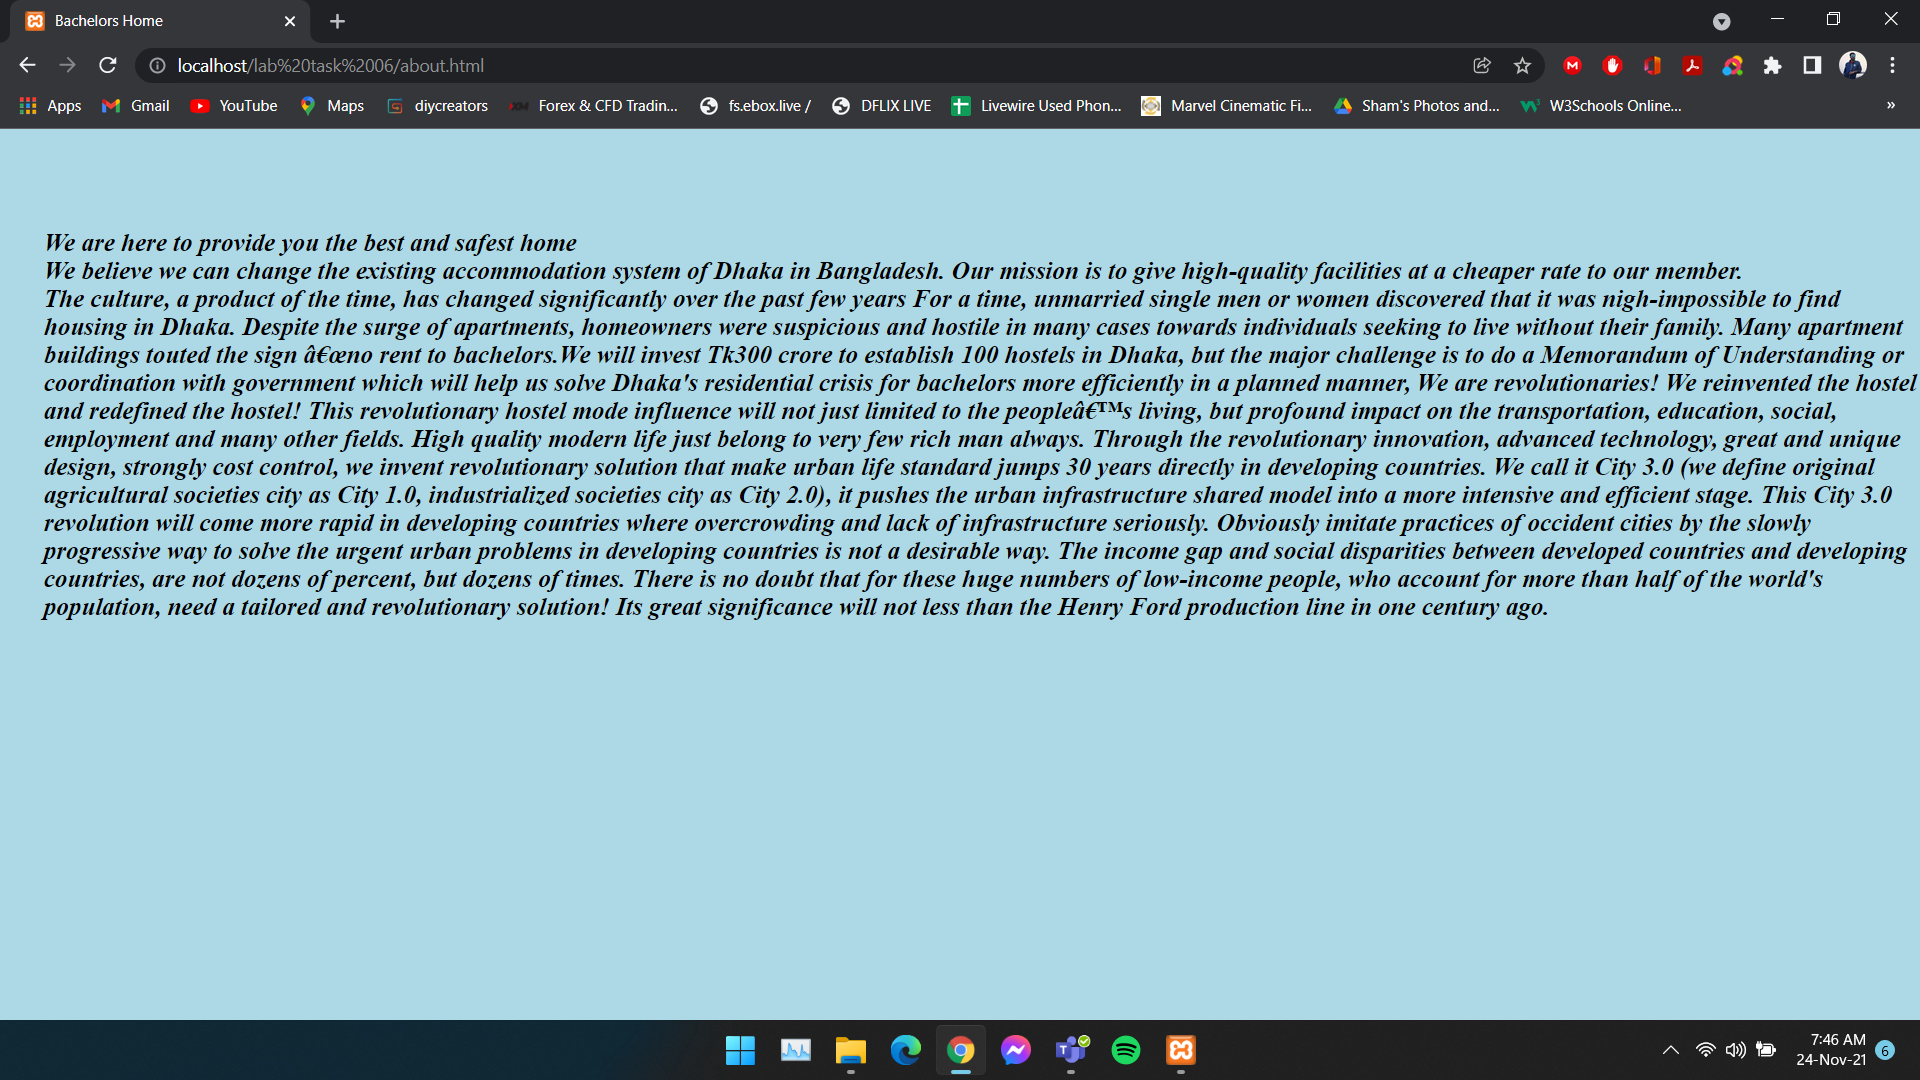 Bachelors Home
localhost/lab%20task%2006/about.html
Apps Gmail YouTube Maps diycreators Forex & CFD Tradin... fs.ebox.live / DFLIX LIVE Livewire Used Phon... Marvel Cinematic Fi... Sham's Photos and... W3Schools Online... »
We are here to provide you the best and safest home
We believe we can change the existing accommodation system of Dhaka in Bangladesh. Our mission is to give high-quality facilities at a cheaper rate to our member.
The culture, a product of the time, has changed significantly over the past few years For a time, unmarried single men or women discovered that it was nigh-impossible to find
housing in Dhaka. Despite the surge of apartments, homeowners were suspicious and hostile in many cases towards individuals seeking to live without their family. Many apartment
buildings touted the sign â€œno rent to bachelors.We will invest Tk300 crore to establish 100 hostels in Dhaka, but the major challenge is to do a Memorandum of Understanding or
coordination with government which will help us solve Dhaka's residential crisis for bachelors more efficiently in a planned manner, We are revolutionaries! We reinvented the hostel
and redefined the hostel! This revolutionary hostel mode influence will not just limited to the peopleâ€™s living, but profound impact on the transportation, education, social,
employment and many other fields. High quality modern life just belong to very few rich man always. Through the revolutionary innovation, advanced technology, great and unique
design, strongly cost control, we invent revolutionary solution that make urban life standard jumps 30 years directly in developing countries. We call it City 3.0 (we define original
agricultural societies city as City 1.0, industrialized societies city as City 2.0), it pushes the urban infrastructure shared model into a more intensive and efficient stage. This City 3.0
revolution will come more rapid in developing countries where overcrowding and lack of infrastructure seriously. Obviously imitate practices of occident cities by the slowly
progressive way to solve the urgent urban problems in developing countries is not a desirable way. The income gap and social disparities between developed countries and developing
countries, are not dozens of percent, but dozens of times. There is no doubt that for these huge numbers of low-income people, who account for more than half of the world's
population, need a tailored and revolutionary solution! Its great significance will not less than the Henry Ford production line in one century ago.
7:46 AM
24-Nov-21 6